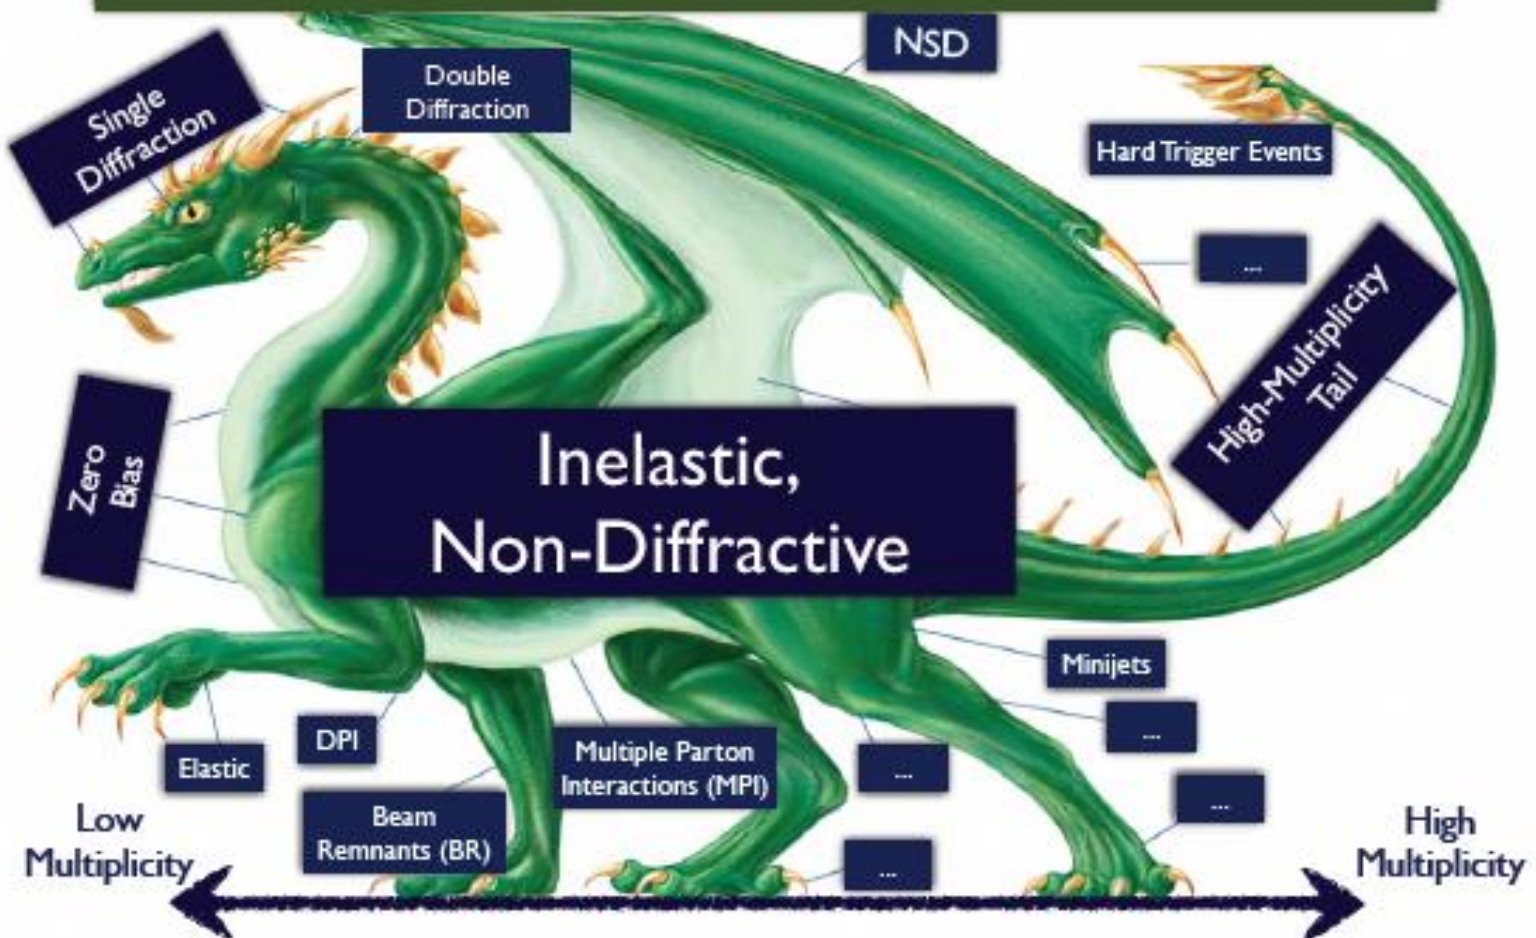 NSD
Double
Diffraction
Single
Diffraction
Hard Trigger Events
...
High-Multiplicity
Tail
Zero
Bias
Inelastic,
Non-Diffractive
Minijets
...
DPI
Elastic
Multiple Parton
Interactions (MPI)
...
...
Beam
Remnants (BR)
...
Low
Multiplicity
High
Multiplicity